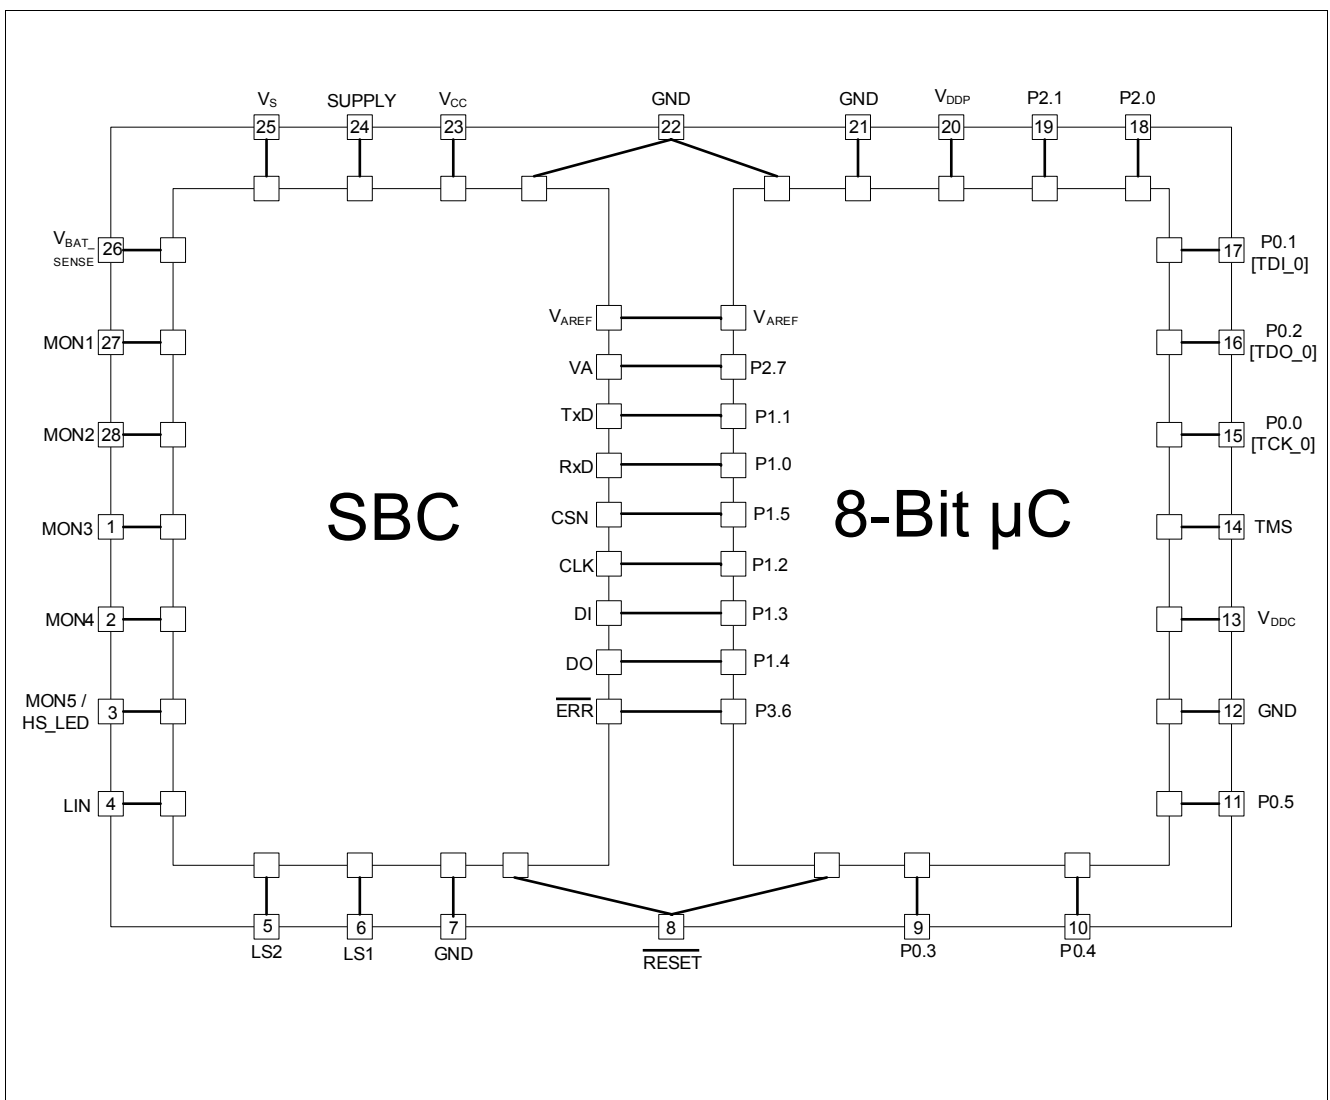 VS SUPPLY VCC GND GND VDDP P2.1 P2.0
25 24 23 22 21 20 19 18
VBAT_
SENSE
26
17
P0.1
[TDI_0]
VAREF VAREF
MON1 27
VA P2.7
16
P0.2
[TDO_0]
TxD P1.1
MON2 28
15
P0.0
[TCK_0]
RxD P1.0
SBC
8-Bit µC
CSN P1.5
MON3 1
14 TMS
CLK P1.2
DI P1.3
MON4 2
13 VDDC
DO P1.4
MON5 /
HS_LED
3
ERR P3.6
12 GND
LIN 4
11 P0.5
5 6 7 8 9 10
LS2 LS1 GND RESET P0.3 P0.4